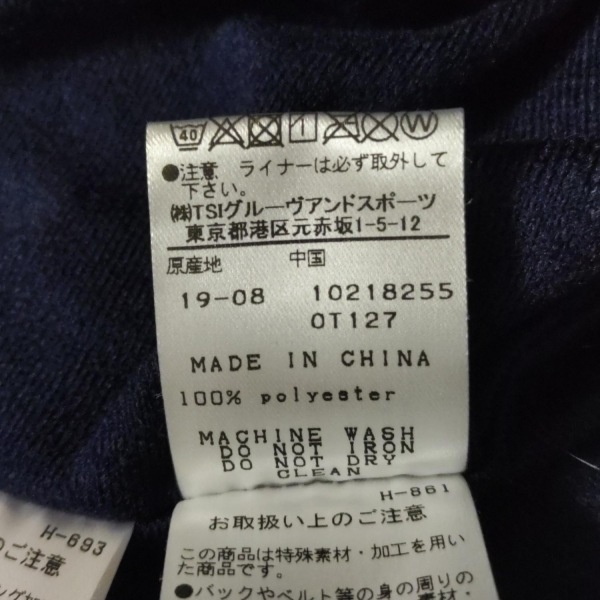 40 W
●注意 ライナーは必ず取外して
下さい。
㈱TSIグルーヴアンドスポーツ
東京都港区元赤坂1-5-12
原産地 中国
19-08 10218255
OT127
MADE IN CHINA
100% polyester
MACHINE WASH
DO NOT IRON
DO NOT DRY
CLEAN
H-861
お取扱い上のご注意
この商品は特殊素材・加工を用い
た商品です。
●バックやベルト等の身の周りの
H-693
のご注意